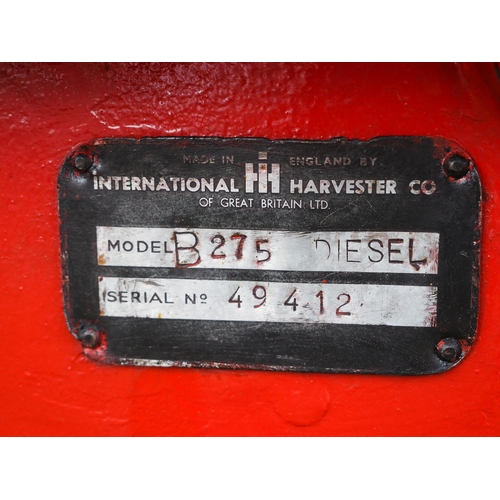 MADE IN IH ENGLAND BY
INTERNATIONAL HARVESTER CO
OF GREAT BRITAIN LTD.
MODEL B275 DIESEL
SERIAL Nº 49412